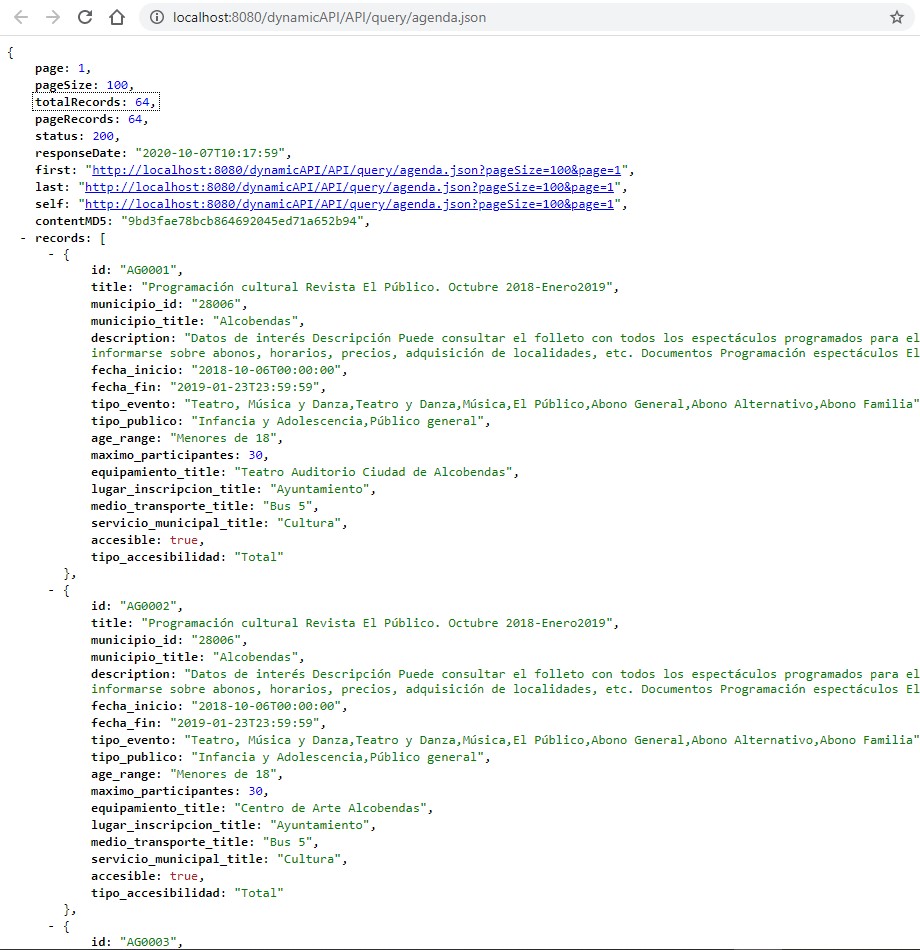 localhost:8080/dynamicAPI/API/query/agenda.json
{
page: 1,
pageSize: 100,
totalRecords: 64,
pageRecords: 64,
status: 200,
responseDate: "2020-10-07T10:17:59",
first: "http://localhost:8080/dynamicAPI/API/query/agenda.json?pageSize=100&page=1",
last: "http://localhost:8080/dynamicAPI/API/query/agenda.json?pageSize=100&page=1",
self: "http://localhost:8080/dynamicAPI/API/query/agenda.json?pageSize=100&page=1",
contentMD5: "9bd3fae78bcb864692045ed71a652b94",
- records: [
- {
id: "AG0001",
title: "Programación cultural Revista El Público. Octubre 2018-Enero2019",
municipio_id: "28006",
municipio_title: "Alcobendas",
description: "Datos de interés Descripción Puede consultar el folleto con todos los espectáculos programados para el
informarse sobre abonos, horarios, precios, adquisición de localidades, etc. Documentos Programación espectáculos El
fecha_inicio: "2018-10-06T00:00:00",
fecha_fin: "2019-01-23T23:59:59",
tipo_evento: "Teatro, Música y Danza,Teatro y Danza,Música,El Público,Abono General,Abono Alternativo,Abono Familia"
tipo_publico: "Infancia y Adolescencia,Público general",
age_range: "Menores de 18",
maximo_participantes: 30,
equipamiento_title: "Teatro Auditorio Ciudad de Alcobendas",
lugar_inscripcion_title: "Ayuntamiento",
medio_transporte_title: "Bus 5",
servicio_municipal_title: "Cultura",
accesible: true,
tipo_accesibilidad: "Total"
},
- {
id: "AG0002",
title: "Programación cultural Revista El Público. Octubre 2018-Enero2019",
municipio_id: "28006",
municipio_title: "Alcobendas",
description: "Datos de interés Descripción Puede consultar el folleto con todos los espectáculos programados para el
informarse sobre abonos, horarios, precios, adquisición de localidades, etc. Documentos Programación espectáculos El
fecha_inicio: "2018-10-06T00:00:00",
fecha_fin: "2019-01-23T23:59:59",
tipo_evento: "Teatro, Música y Danza,Teatro y Danza,Música,El Público,Abono General,Abono Alternativo,Abono Familia"
tipo_publico: "Infancia y Adolescencia,Público general",
age_range: "Menores de 18",
maximo_participantes: 30,
equipamiento_title: "Centro de Arte Alcobendas",
lugar_inscripcion_title: "Ayuntamiento",
medio_transporte_title: "Bus 5",
servicio_municipal_title: "Cultura",
accesible: true,
tipo_accesibilidad: "Total"
},
- {
id: "AG0003",